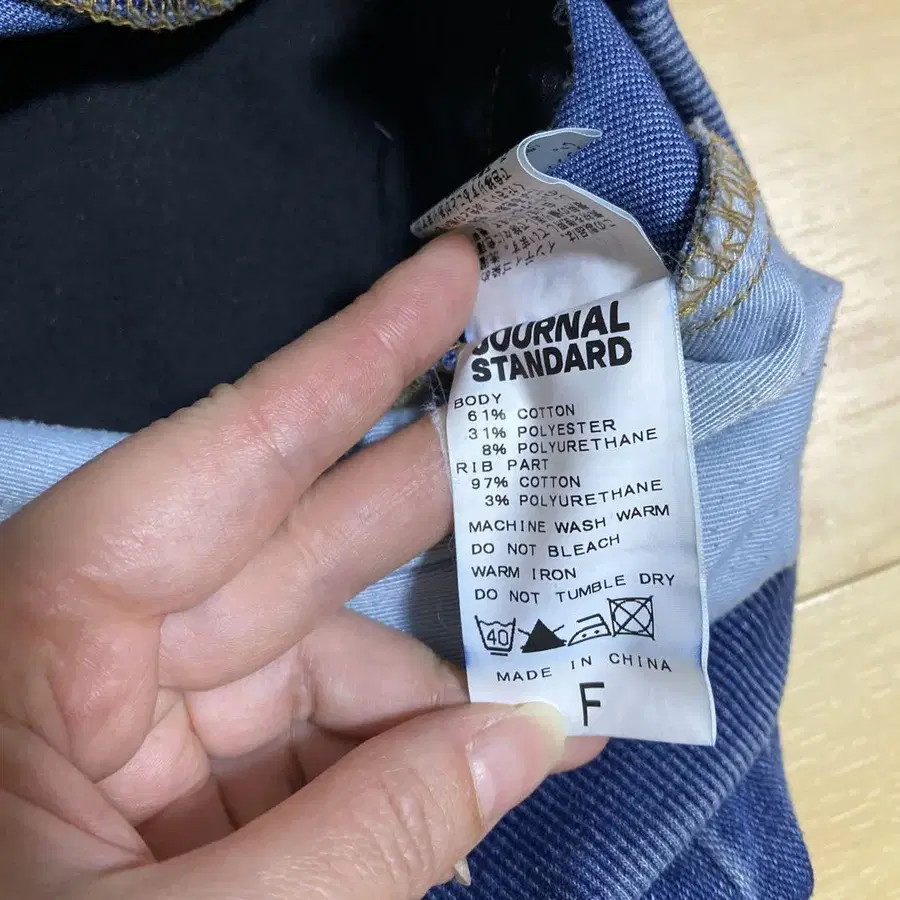 JOURNAL
STANDARD
BODY
61% COTTON
31% POLYESTER
8% POLYURETHANE
RIB PART
97% COTTON
3% POLYURETHANE
MACHINE WASH WARM
DO NOT BLEACH
WARM IRON
DO NOT TUMBLE DRY
40
MADE IN CHINA
F